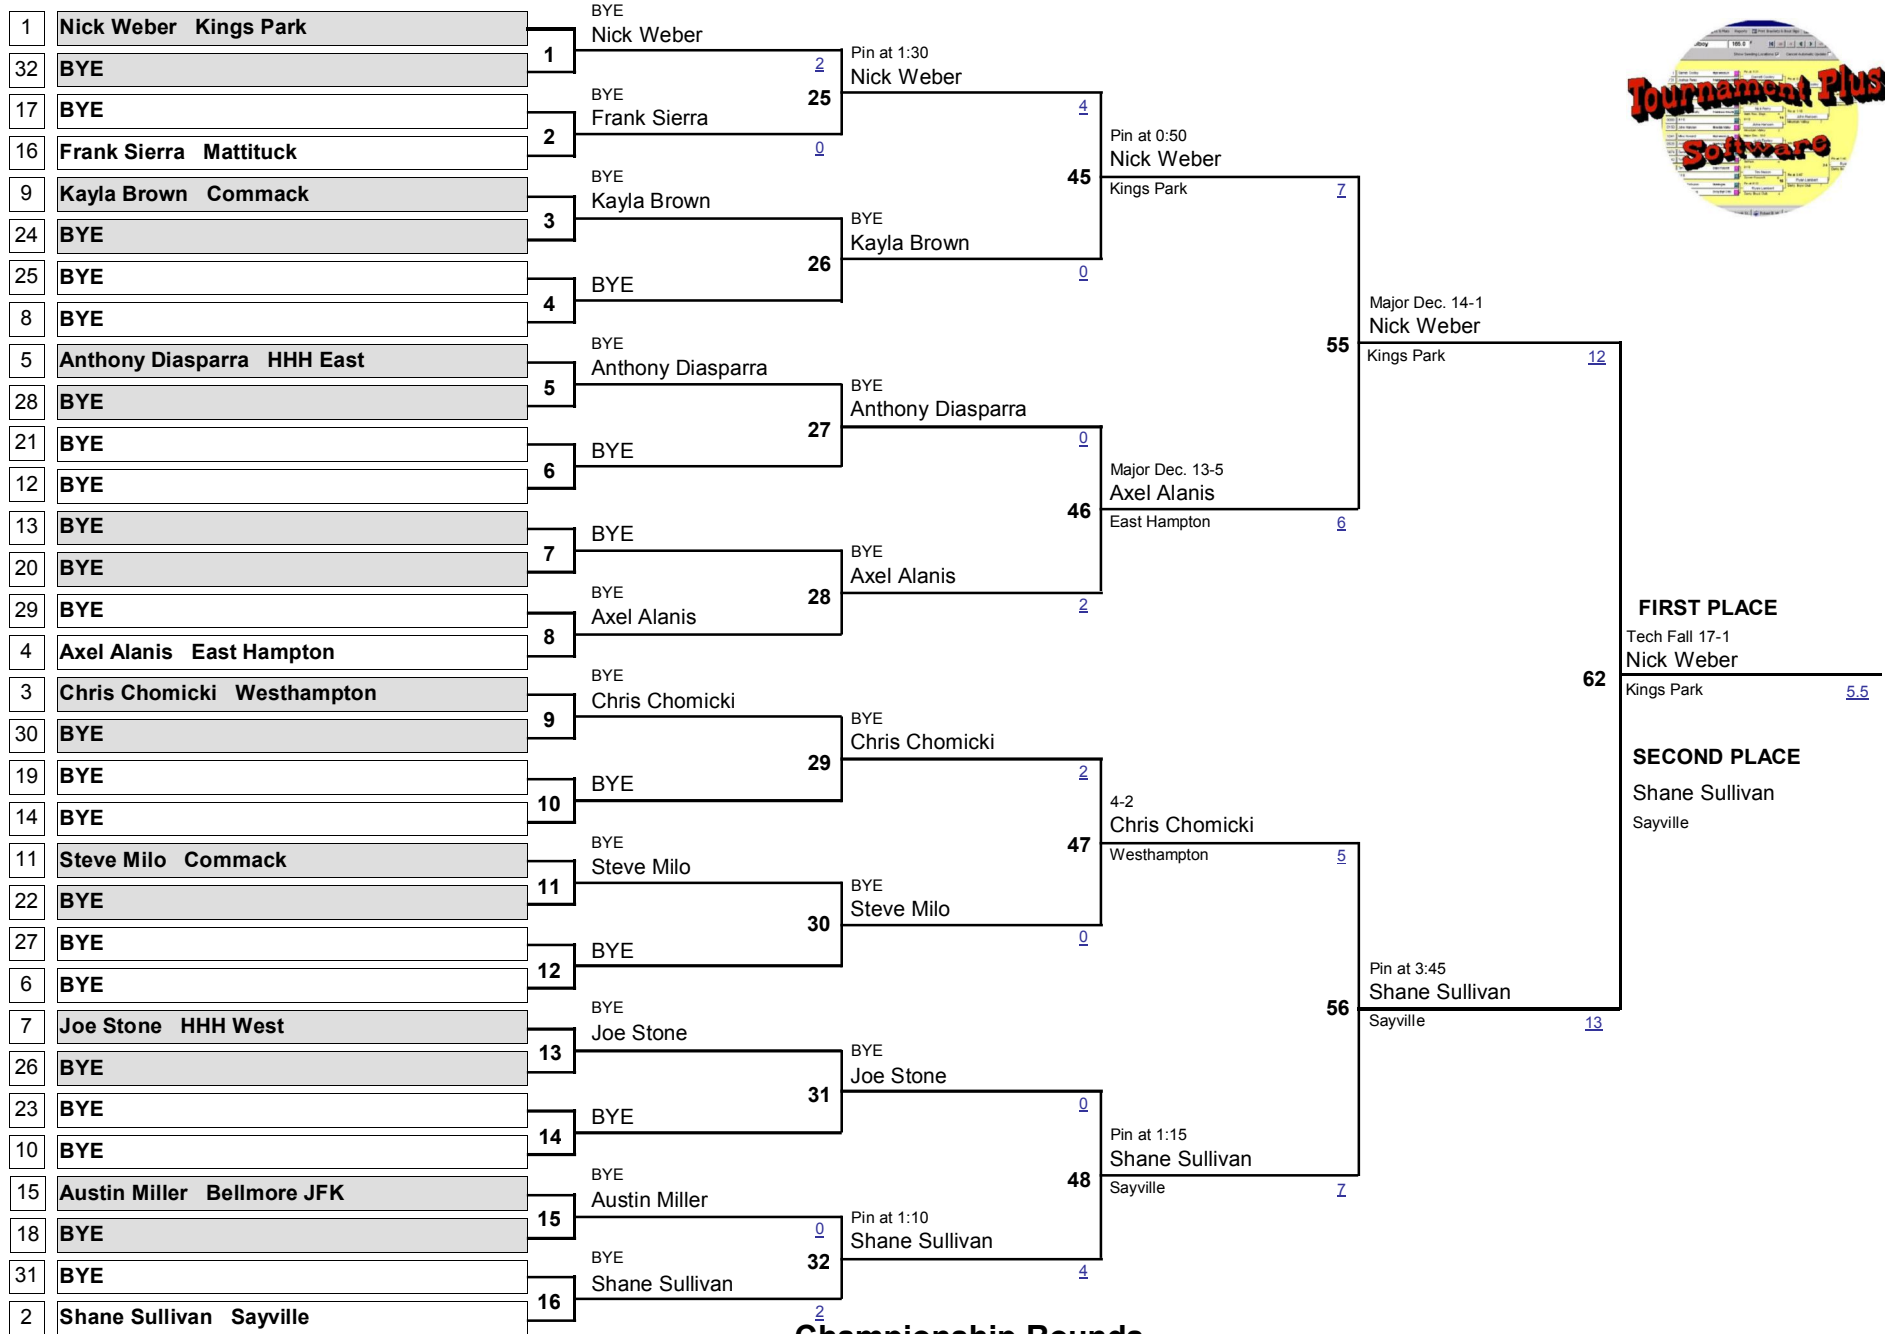 1 Nick Weber Kings Park
32 BYE
17 BYE
16 Frank Sierra Mattituck
9 Kayla Brown Commack
24 BYE
25 BYE
8 BYE
5 Anthony Diasparra HHH East
28 BYE
21 BYE
12 BYE
13 BYE
20 BYE
29 BYE
4 Axel Alanis East Hampton
3 Chris Chomicki Westhampton
30 BYE
19 BYE
14 BYE
11 Steve Milo Commack
22 BYE
27 BYE
6 BYE
7 Joe Stone HHH West
26 BYE
23 BYE
10 BYE
15 Austin Miller Bellmore JFK
18 BYE
31 BYE
2 Shane Sullivan Sayville
BYE
Nick Weber
1
2
BYE
Frank Sierra
2
0
BYE
Kayla Brown
3
BYE
4
BYE
Anthony Diasparra
5
BYE
6
BYE
7
BYE
Axel Alanis
8
BYE
Chris Chomicki
9
BYE
10
BYE
Steve Milo
11
BYE
12
BYE
Joe Stone
13
BYE
14
BYE
Austin Miller
15
0
BYE
Shane Sullivan
16
2
Pin at 1:30
Nick Weber
25
4
BYE
Kayla Brown
26
0
BYE
Anthony Diasparra
27
0
BYE
Axel Alanis
28
2
BYE
Chris Chomicki
29
2
BYE
Steve Milo
30
0
BYE
Joe Stone
31
0
Pin at 1:10
Shane Sullivan
32
4
Pin at 0:50
Nick Weber
45
Kings Park
7
Major Dec. 13-5
Axel Alanis
46
East Hampton
6
4-2
Chris Chomicki
47
Westhampton
5
Pin at 1:15
Shane Sullivan
48
Sayville
7
Major Dec. 14-1
Nick Weber
55
Kings Park
12
Pin at 3:45
Shane Sullivan
56
Sayville
13
FIRST PLACE
Tech Fall 17-1
Nick Weber
62
Kings Park
5.5
SECOND PLACE
Shane Sullivan
Sayville
Tournament Plus
Software
Championship Rounds